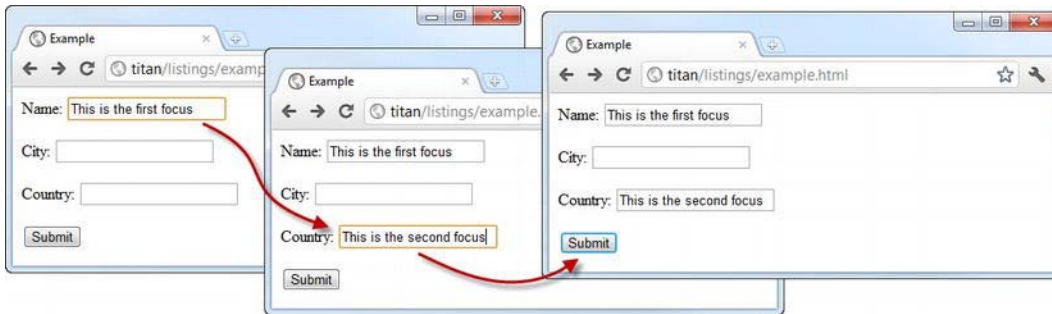 Example
titan/listings/examp
Name: This is the first focus
City:
Country:
Submit
Example
titan/listings/example.
Name: This is the first focus
City:
Country: This is the second focus
Submit
Example
titan/listings/example.html
Name: This is the first focus
City:
Country: This is the second focus
Submit